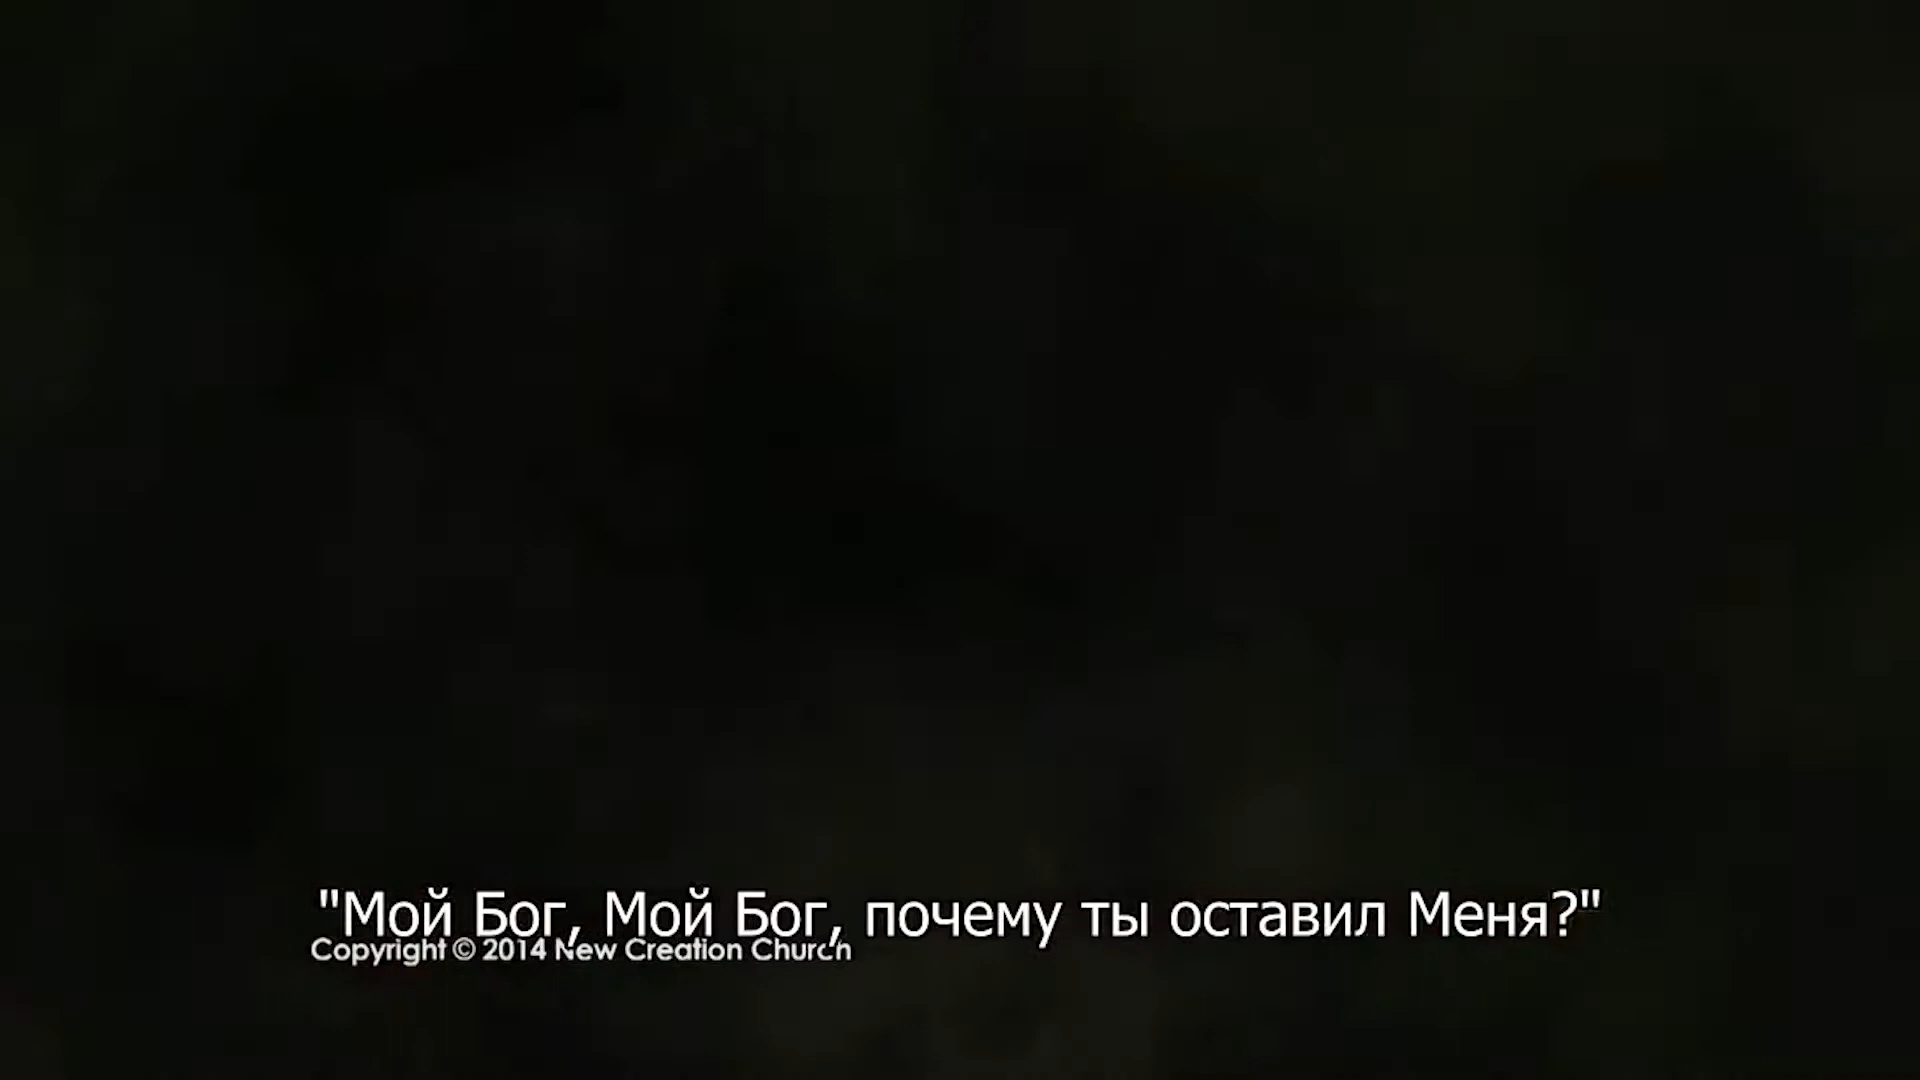 "Мой Бог, Мой Бог, почему ты оставил Меня?"
Copyright © 2014 New Creation Church